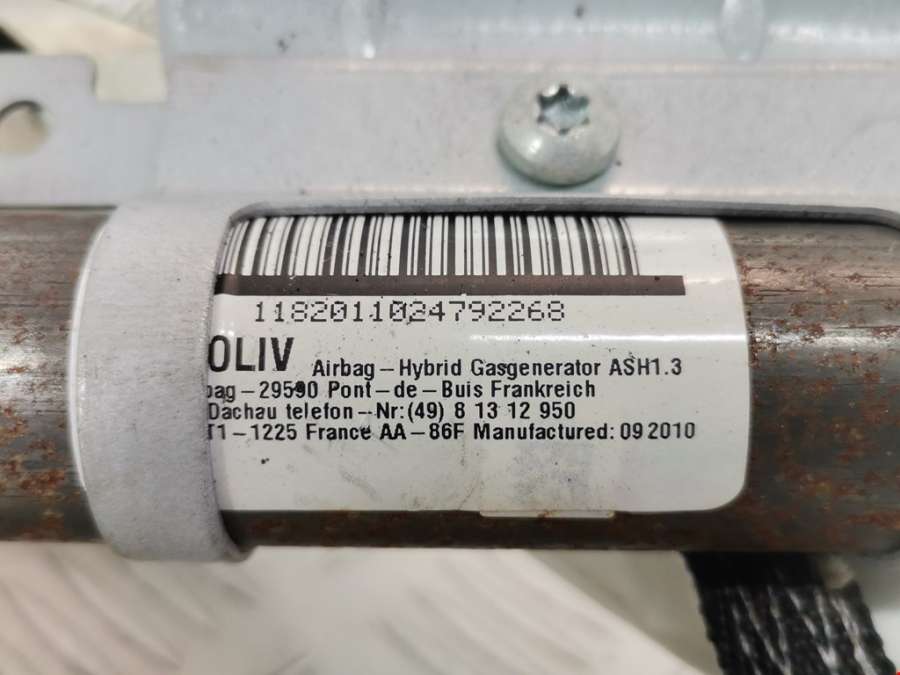 1182011024792268
OLIV Airbag-Hybrid Gasgenerator ASH1.3
bag-29590 Pont-de-Buis Frankreich
Dachau telefon-Nr:(49) 8 13 12 950
T1-1225 France AA-86F Manufactured: 09 2010